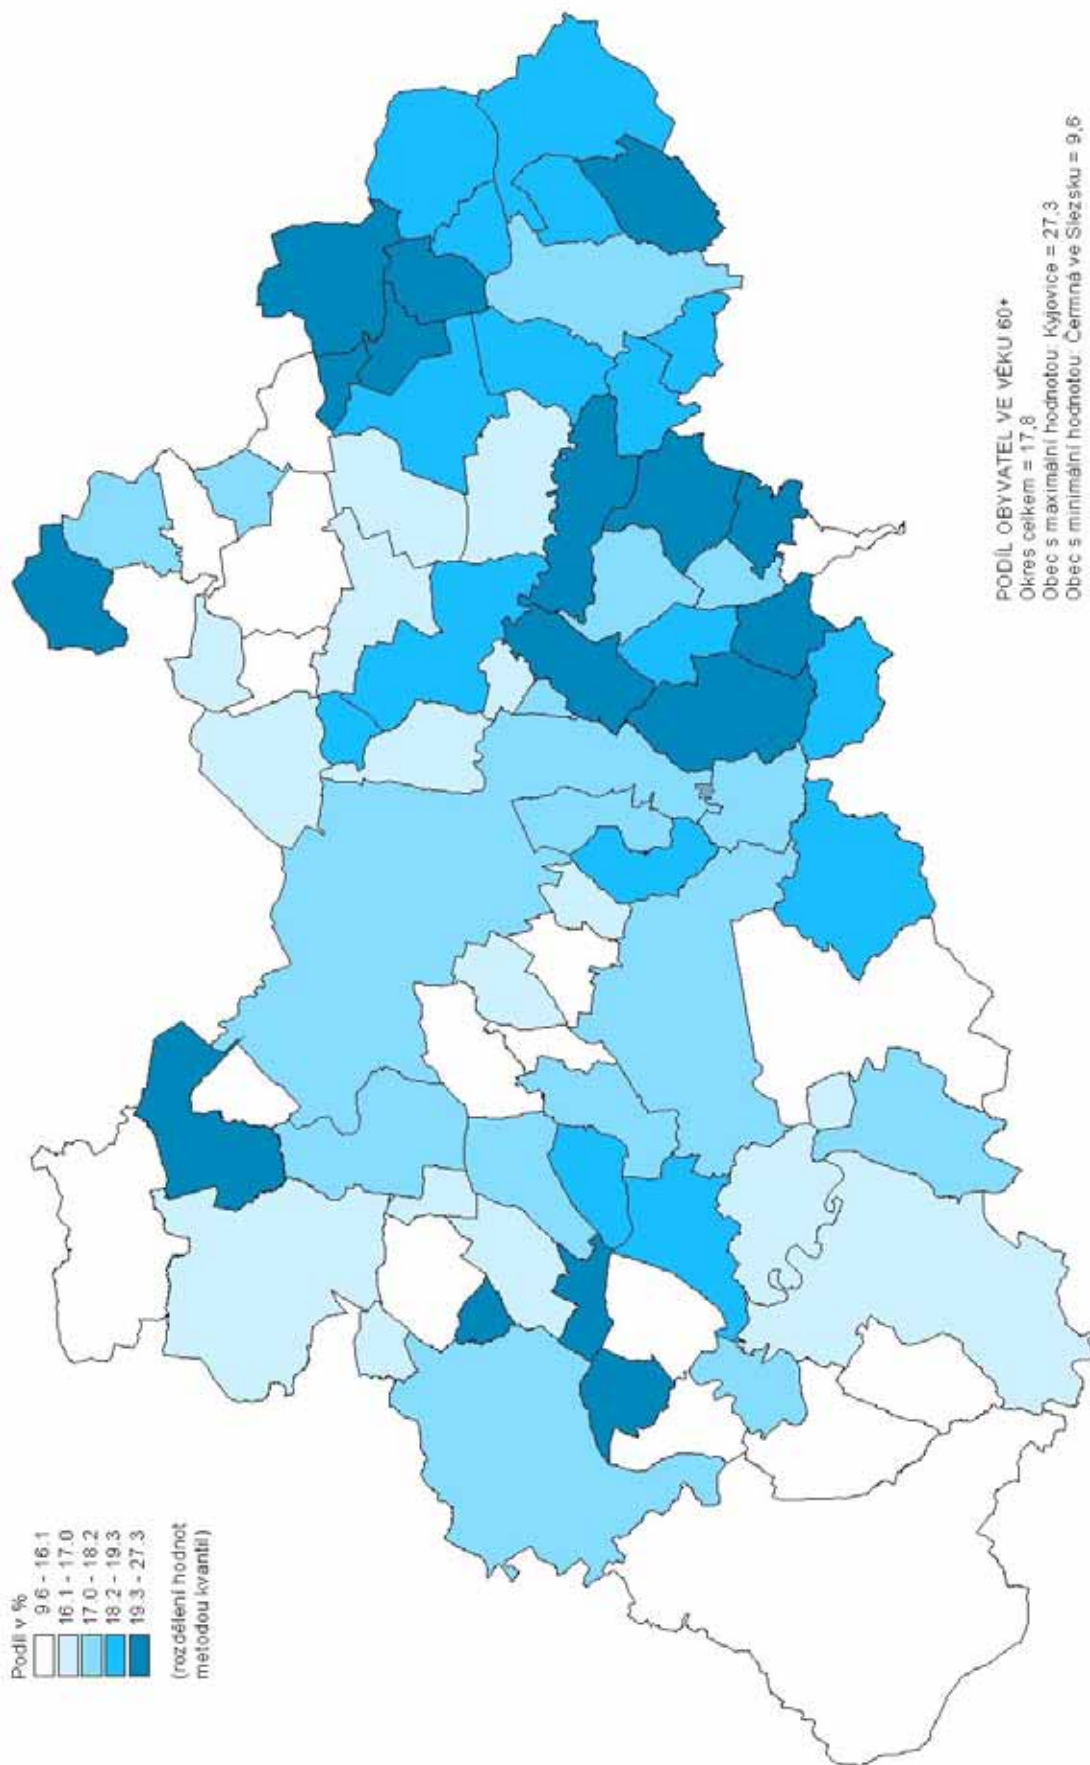 Podíl v %
9.6 - 16.1
16.1 - 17.0
17.0 - 18.2
18.2 - 19.3
19.3 - 27.3
(rozdělení hodnot
metodou kvantil)
PODÍL OBYVATEL VE VĚKU 60+
Okres celkem = 17,8
Obec s maximální hodnotou: Kyjovice = 27,3
Obec s minimální hodnotou: Čermná ve Slezsku = 9,6